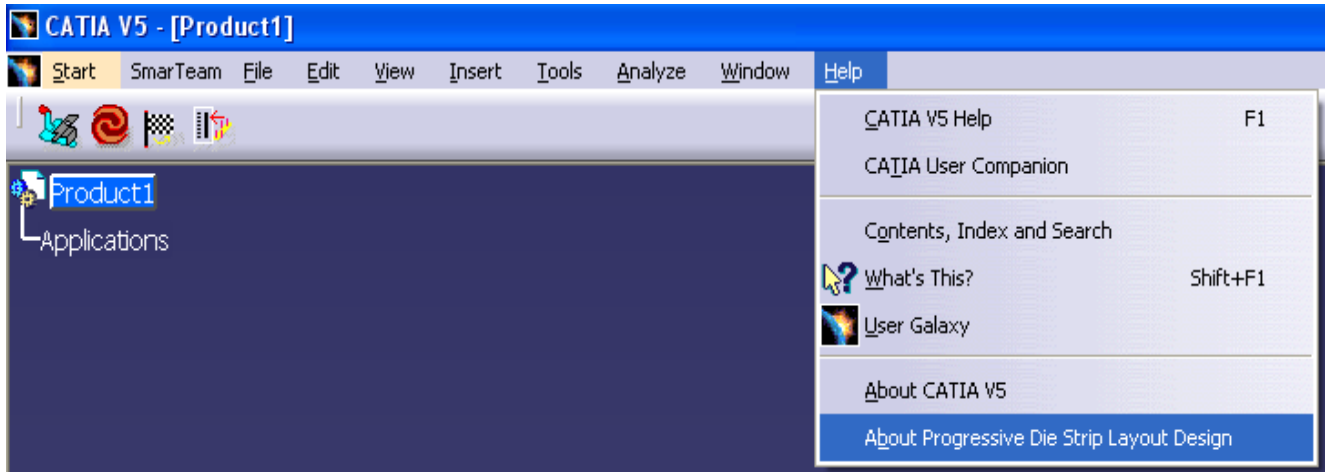 CATIA V5 - [Product1]
Start SmarTeam File Edit View Insert Tools Analyze Window Help
CATIA V5 Help F1
CATIA User Companion
Contents, Index and Search
What's This? Shift+F1
User Galaxy
About CATIA V5
About Progressive Die Strip Layout Design
Product1
Applications